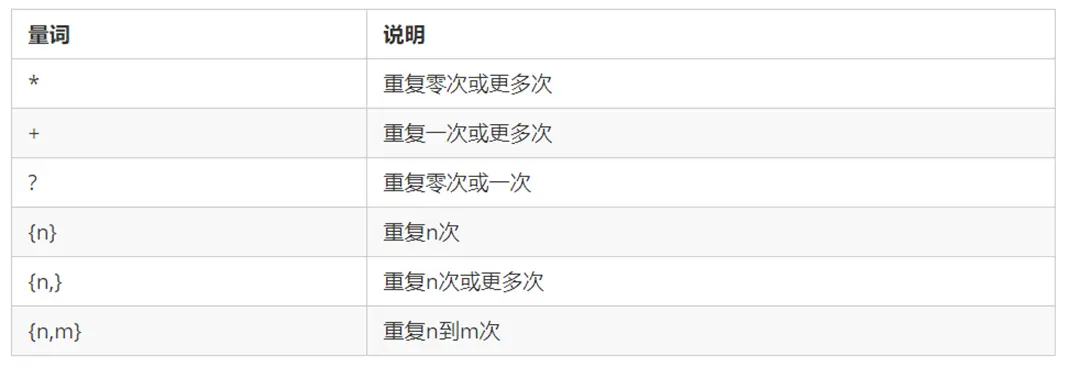 量词 说明
* 重复零次或更多次
+ 重复一次或更多次
? 重复零次或一次
{n} 重复n次
{n,} 重复n次或更多次
{n,m} 重复n到m次